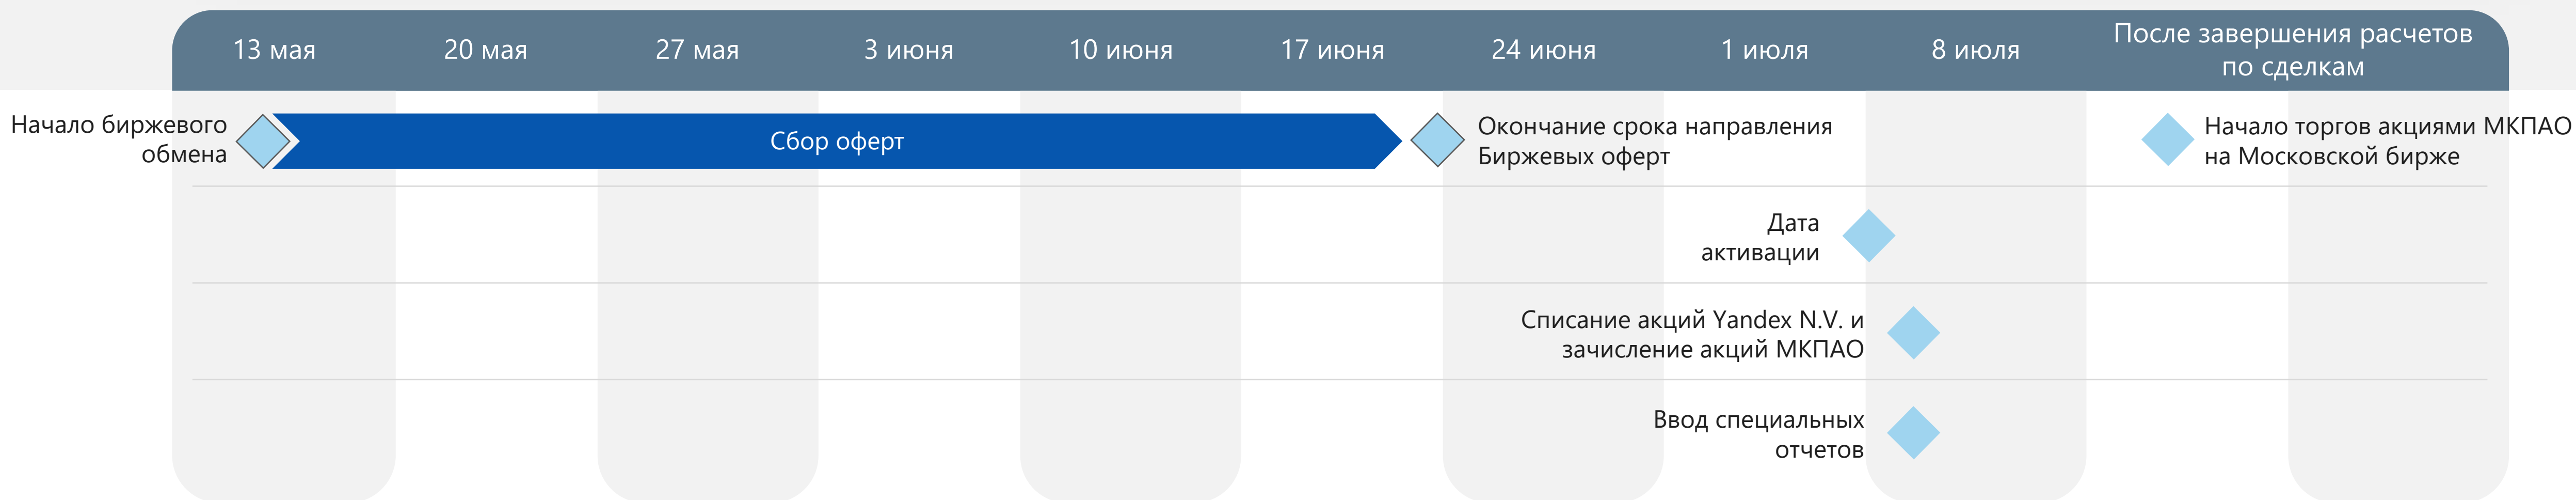 13 мая
20 мая
27 мая
3 июня
10 июня
17 июня
24 июня
1 июля
8 июля
После завершения расчетов
по сделкам
Начало биржевого
обмена
Сбор оферт
Окончание срока направления
Биржевых оферт
Начало торгов акциями МКПАО
на Московской бирже
Дата
активации
Списание акций Yandex N.V. и
зачисление акций МКПАО
Ввод специальных
отчетов